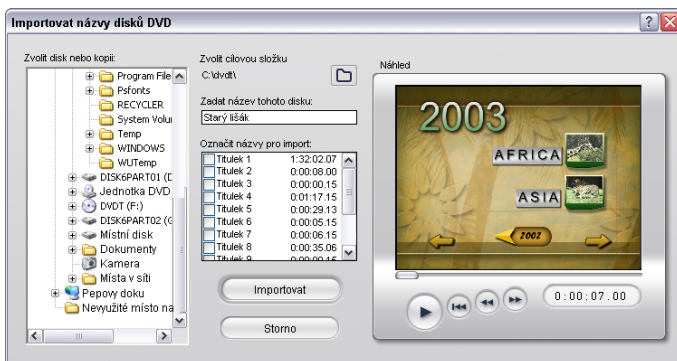 Importovat názvy disků DVD
Zvolit disk nebo kopii:
Program File
Psfonts
RECYCLER
System Volur
Temp
WINDOWS
WUTemp
DISK6PART01 (D
Jednotka DVD
DVDT (F:)
DISK6PART02 (G
Místní disk
Dokumenty
Kamera
Místa v síti
Pepovy doku
Nevyužité místo na
Zvolit cílovou složku
C:\dvdt\
Zadat název tohoto disku:
Starý lišák
Označit názvy pro import:
Titulek 1 1:32:02.07
Titulek 2 0:00:08.00
Titulek 3 0:00:00.15
Titulek 4 0:01:17.15
Titulek 5 0:00:29.13
Titulek 6 0:00:05.15
Titulek 7 0:00:06.15
Titulek 8 0:00:35.06
Titulek 9
Importovat
Storno
Náhled
2003
AFRICA
ASIA
2002
0:00:07.00